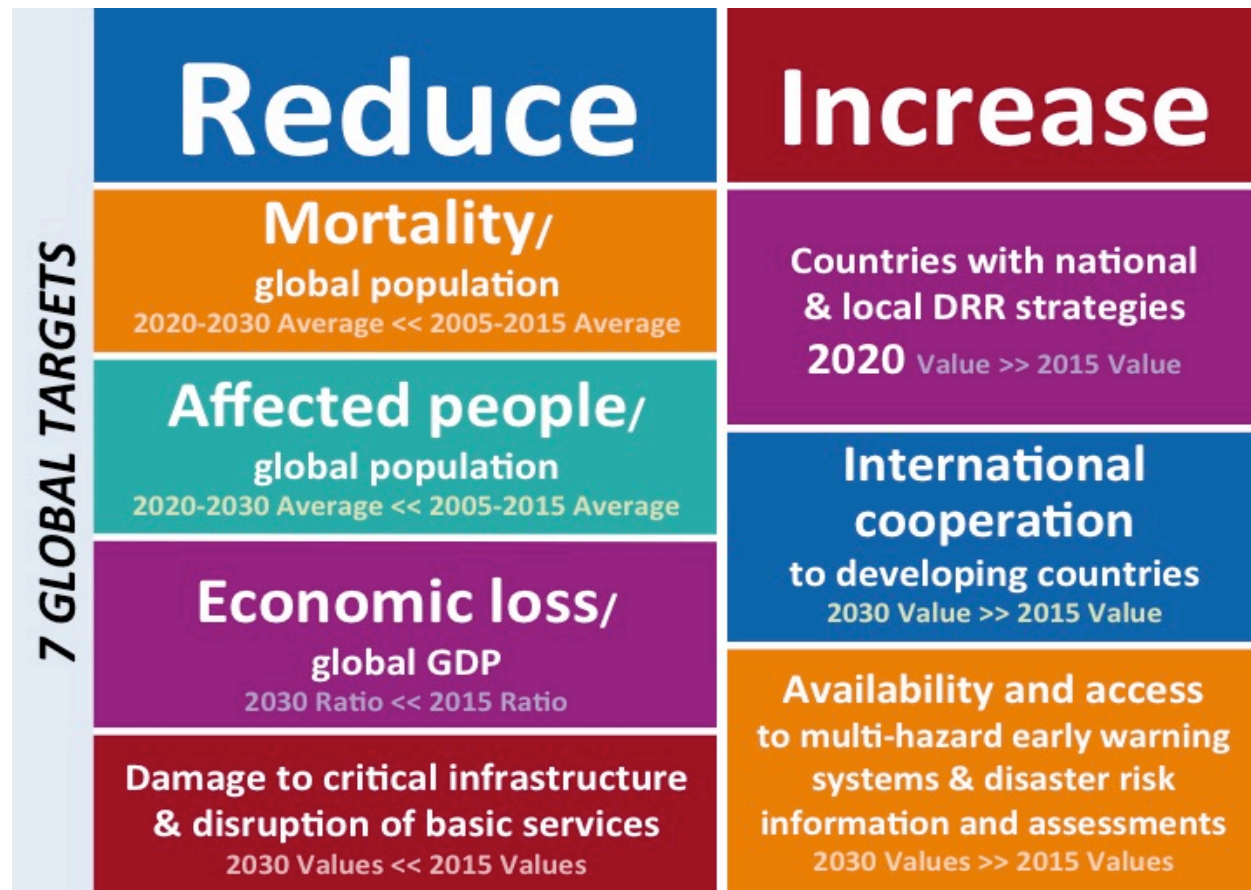 7 GLOBAL TARGETS
Reduce
Mortality/
global population
2020-2030 Average << 2005-2015 Average
Affected people/
global population
2020-2030 Average << 2005-2015 Average
Economic loss/
global GDP
2030 Ratio << 2015 Ratio
Damage to critical infrastructure
& disruption of basic services
2030 Values << 2015 Values
Increase
Countries with national
& local DRR strategies
2020 Value >> 2015 Value
International
cooperation
to developing countries
2030 Value >> 2015 Value
Availability and access
to multi-hazard early warning
systems & disaster risk
information and assessments
2030 Values >> 2015 Values